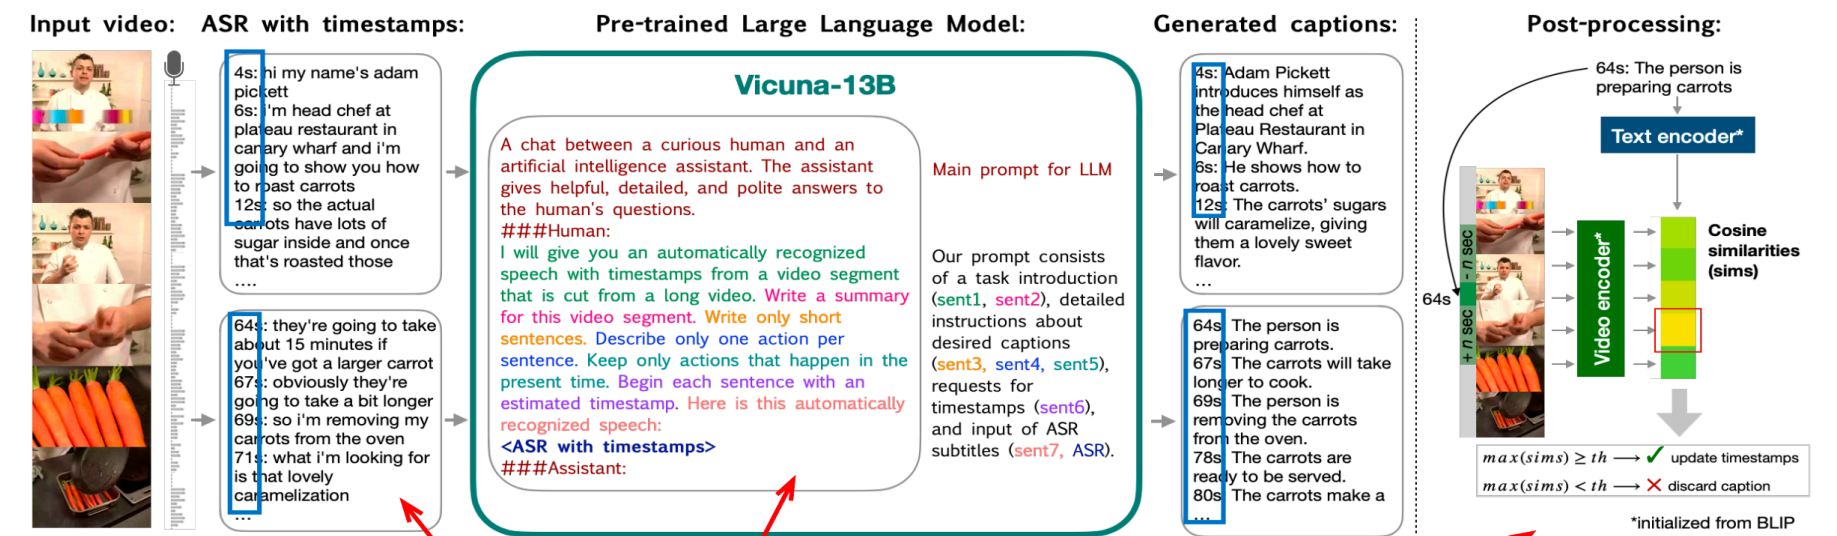 Input video:
ASR with timestamps:
Pre-trained Large Language Model:
Generated captions:
Post-processing:
4s: hi my name's adam
pickett
6s: i'm head chef at
plateau restaurant in
canary wharf and i'm
going to show you how
to roast carrots
12s: so the actual
carrots have lots of
sugar inside and once
that's roasted those
....
64s: they're going to take
about 15 minutes if
you've got a larger carrot
67s: obviously they're
going to take a bit longer
69s: so i'm removing my
carrots from the oven
71s: what i'm looking for
is that lovely
caramelization
...
Vicuna-13B
A chat between a curious human and an
artificial intelligence assistant. The assistant
gives helpful, detailed, and polite answers to
the human's questions.
###Human:
I will give you an automatically recognized
speech with timestamps from a video segment
that is cut from a long video. Write a summary
for this video segment. Write only short
sentences. Describe only one action per
sentence. Keep only actions that happen in the
present time. Begin each sentence with an
estimated timestamp. Here is this automatically
recognized speech:
<ASR with timestamps>
###Assistant:
Main prompt for LLM
Our prompt consists
of a task introduction
(sent1, sent2), detailed
instructions about
desired captions
(sent3, sent4, sent5),
requests for
timestamps (sent6),
and input of ASR
subtitles (sent7, ASR).
4s: Adam Pickett
introduces himself as
the head chef at
Plateau Restaurant in
Canary Wharf.
6s: He shows how to
roast carrots.
12s: The carrots' sugars
will caramelize, giving
them a lovely sweet
flavor.
...
64s: The person is
preparing carrots.
67s: The carrots will take
longer to cook.
69s: The person is
removing the carrots
from the oven.
78s: The carrots are
ready to be served.
80s: The carrots make a
...
64s: The person is
preparing carrots
Text encoder*
- n sec
64s
+ n sec
Video encoder*
Cosine
similarities
(sims)
max(sims) ≥ th ⟶ ✓ update timestamps
max(sims) < th ⟶ ✕ discard caption
*initialized from BLIP